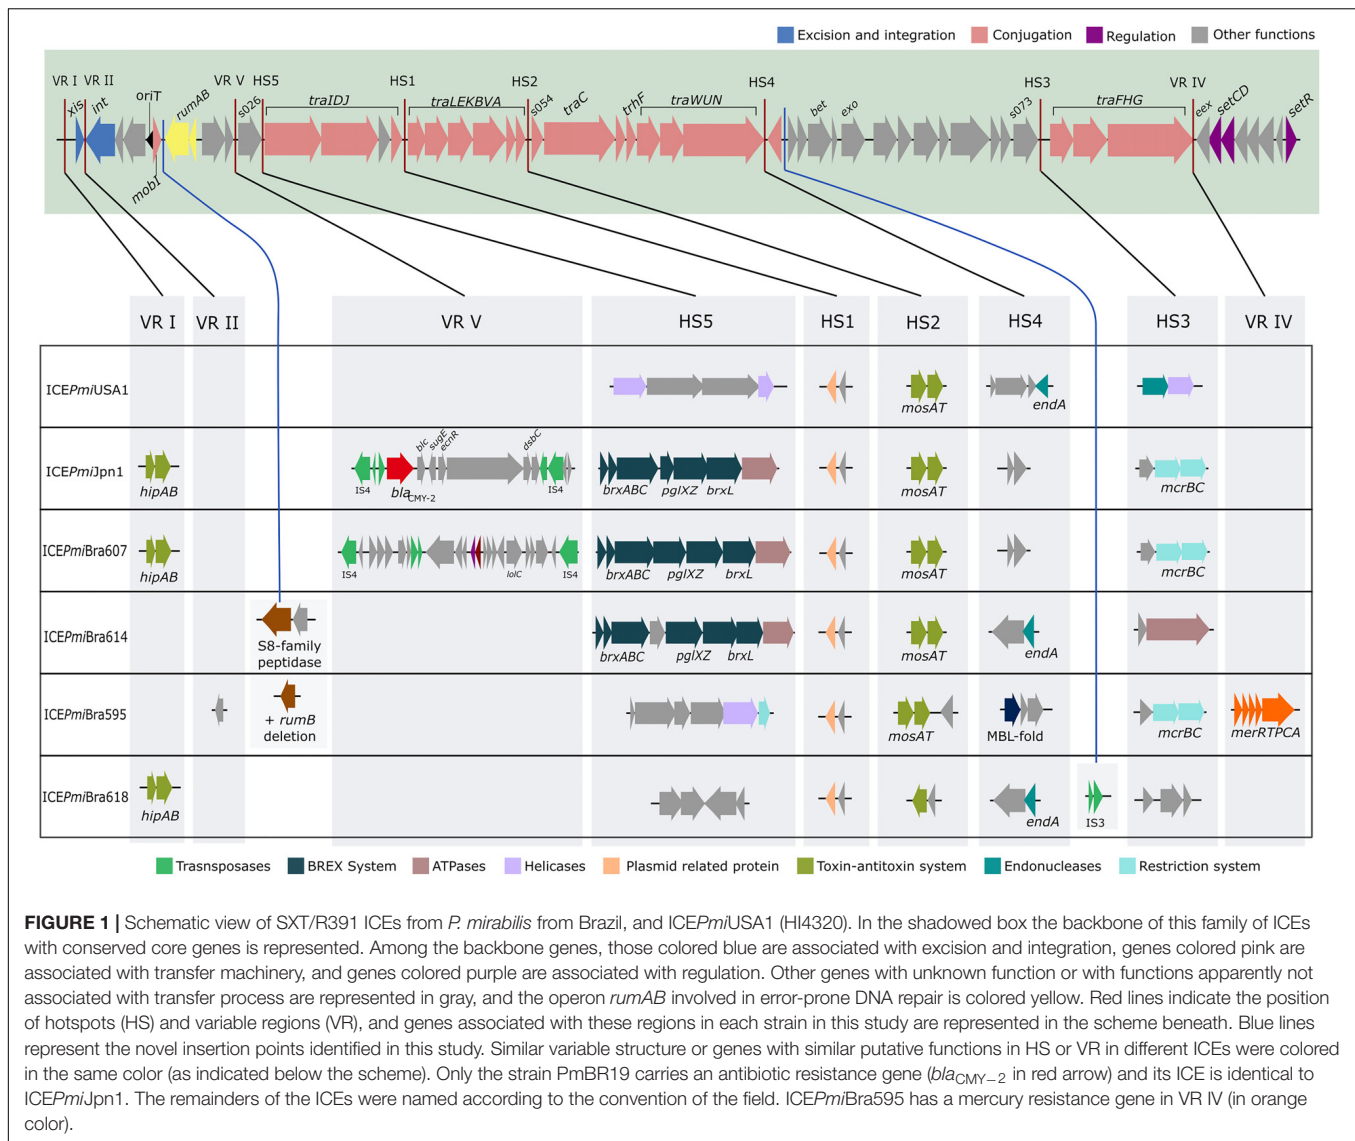 Excision and integration Conjugation Regulation Other functions
VR I VR II oriT VR V HS5 HS1 HS2 HS4 HS3 VR IV
xis int rumAB s026 traIDJ traLEKBVA s054 traC trhF traWUN bet exo s073 traFHG eex setCD setR
mobI
VR I VR II VR V HS5 HS1 HS2 HS4 HS3 VR IV
ICEPmiUSA1
mosAT endA
ICEPmiJpn1
blc sugE ecnR dsbC
hipAB IS4 blaCMY-2 IS4 brxABC pglXZ brxL mosAT mcrBC
ICEPmiBra607
hipAB IS4 lolC IS4 brxABC pglXZ brxL mosAT mcrBC
ICEPmiBra614
S8-family
peptidase
brxABC pglXZ brxL mosAT endA
ICEPmiBra595
+ rumB
deletion
mosAT MBL-fold mcrBC merRTPCA
ICEPmiBra618
hipAB endA IS3
Trasnsposases BREX System ATPases Helicases Plasmid related protein Toxin-antitoxin system Endonucleases Restriction system
FIGURE 1 | Schematic view of SXT/R391 ICEs from P. mirabilis from Brazil, and ICEPmiUSA1 (HI4320). In the shadowed box the backbone of this family of ICEs
with conserved core genes is represented. Among the backbone genes, those colored blue are associated with excision and integration, genes colored pink are
associated with transfer machinery, and genes colored purple are associated with regulation. Other genes with unknown function or with functions apparently not
associated with transfer process are represented in gray, and the operon rumAB involved in error-prone DNA repair is colored yellow. Red lines indicate the position
of hotspots (HS) and variable regions (VR), and genes associated with these regions in each strain in this study are represented in the scheme beneath. Blue lines
represent the novel insertion points identified in this study. Similar variable structure or genes with similar putative functions in HS or VR in different ICEs were colored
in the same color (as indicated below the scheme). Only the strain PmBR19 carries an antibiotic resistance gene (blaCMY−2 in red arrow) and its ICE is identical to
ICEPmiJpn1. The remainders of the ICEs were named according to the convention of the field. ICEPmiBra595 has a mercury resistance gene in VR IV (in orange
color).